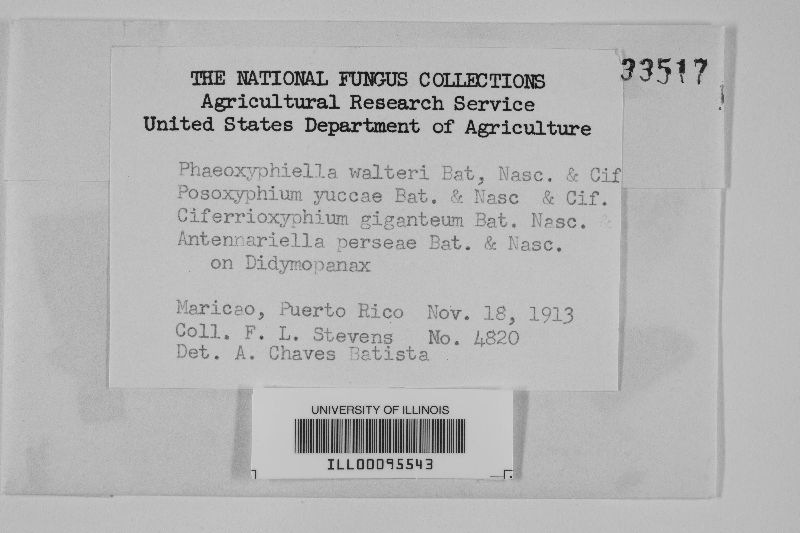 33517
THE NATIONAL FUNGUS COLLECTIONS
Agricultural Research Service
United States Department of Agriculture
Phaeoxyphiella walteri Bat, Nasc. & Cif
Posoxyphium yuccae Bat. & Nasc & Cif.
Ciferrioxyphium giganteum Bat. Nasc. &
Antennariella perseae Bat. & Nasc.
on Didymopanax
Maricao, Puerto Rico Nov. 18, 1913
Coll. F. L. Stevens No. 4820
Det. A. Chaves Batista
UNIVERSITY OF ILLINOIS
ILL00095543